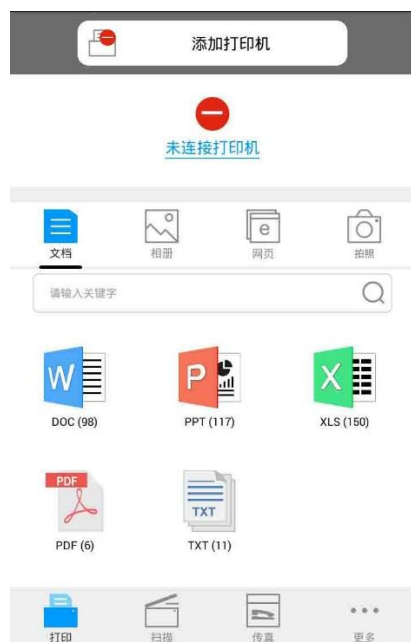 添加打印机
未连接打印机
文档 相册 网页 拍照
请输入关键字
W P X
DOC (98) PPT (117) XLS (150)
PDF TXT
PDF (6) TXT (11)
打印 扫描 传真 更多